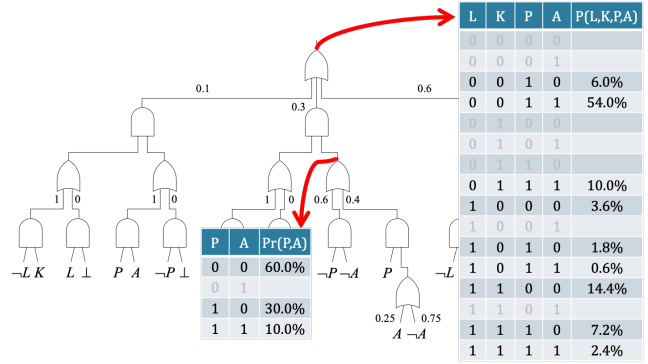 L K P A P(L,K,P,A)
0 0 0 0
0 0 0 1
0 0 1 0 6.0%
0 0 1 1 54.0%
0 1 0 0
0 1 0 1
0 1 1 0
0 1 1 1 10.0%
1 0 0 0 3.6%
1 0 0 1
1 0 1 0 1.8%
1 0 1 1 0.6%
1 1 0 0 14.4%
1 1 0 1
1 1 1 0 7.2%
1 1 1 1 2.4%
0.1 0.3 0.6
1 0 1 0 1 0 0.6 0.4
P A Pr(P,A)
0 0 60.0%
0 1
1 0 30.0%
1 1 10.0%
¬L K L ⊥ P A ¬P ⊥ ¬P ¬A P ¬L
0.25 0.75
A ¬A